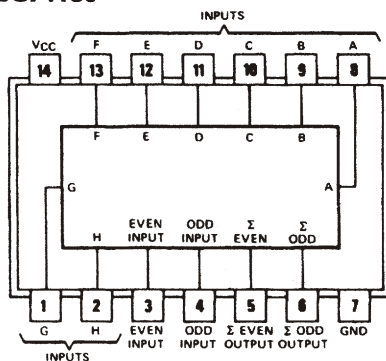 INPUTS
VCC F E D C B A
14 13 12 11 10 9 8
F E D C B
G A
H EVEN INPUT ODD INPUT Σ EVEN Σ ODD
1 2 3 4 5 6 7
G H EVEN INPUT ODD INPUT Σ EVEN OUTPUT Σ ODD OUTPUT GND
INPUTS